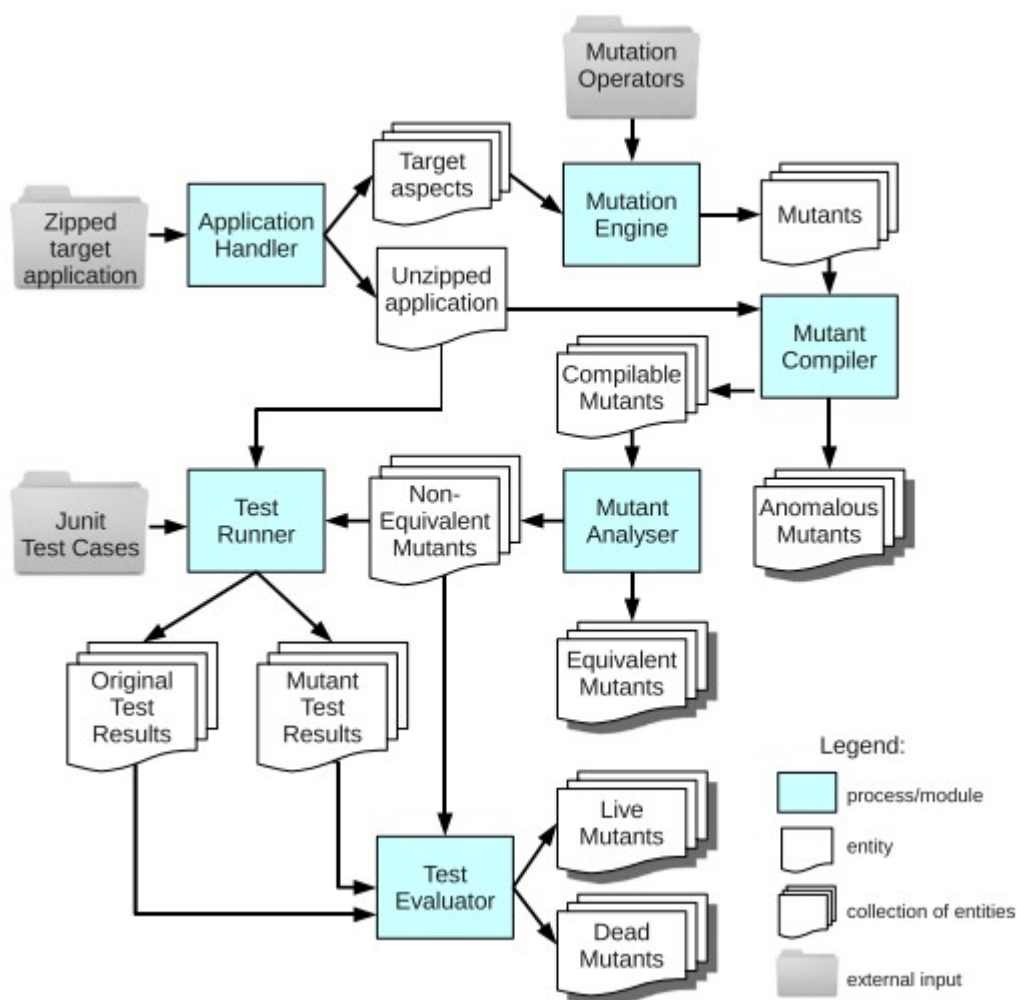 Mutation
Operators
Target
aspects
Zipped
target
application
Application
Handler
Mutation
Engine
Mutants
Unzipped
application
Mutant
Compiler
Compilable
Mutants
Junit
Test Cases
Test
Runner
Non-
Equivalent
Mutants
Mutant
Analyser
Anomalous
Mutants
Original
Test
Results
Mutant
Test
Results
Equivalent
Mutants
Test
Evaluator
Live
Mutants
Dead
Mutants
Legend:
process/module
entity
collection of entities
external input